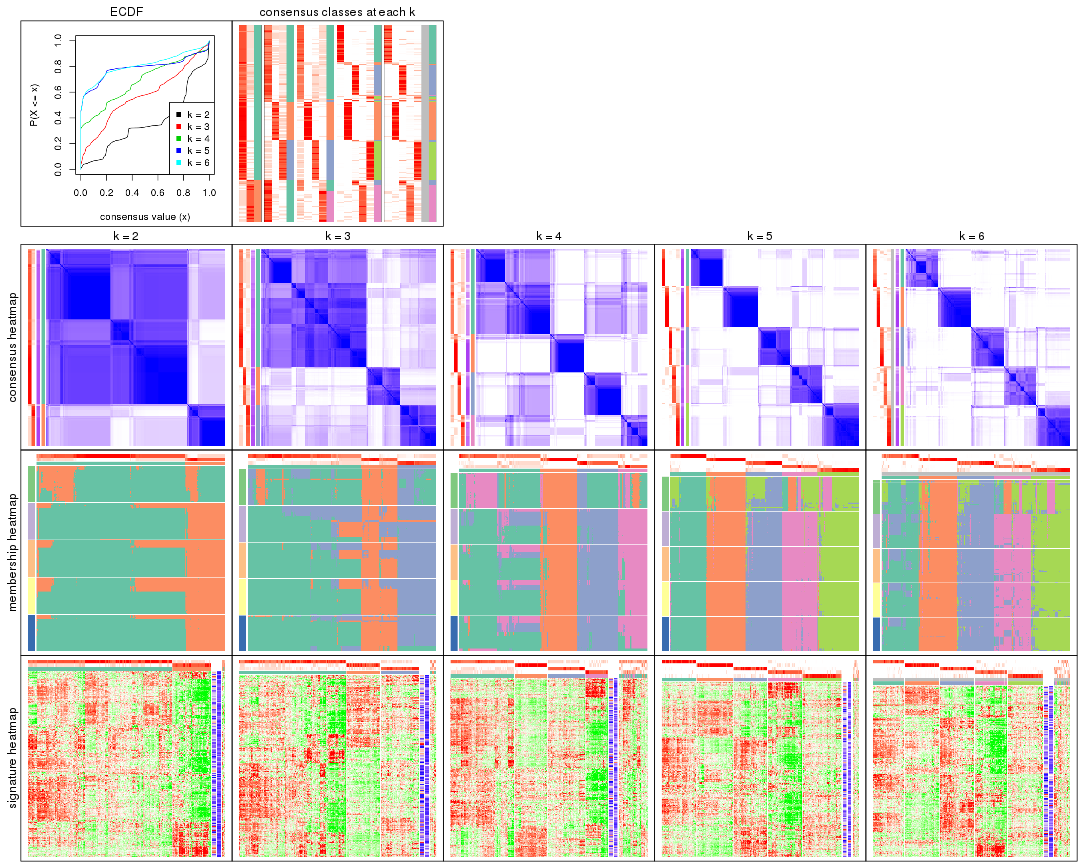 ECDF
consensus classes at each k
P(X <= x)
0.0 0.2 0.4 0.6 0.8 1.0
k = 2
k = 3
k = 4
k = 5
k = 6
0.0 0.2 0.4 0.6 0.8 1.0
consensus value (x)
k = 2
k = 3
k = 4
k = 5
k = 6
consensus heatmap
membership heatmap
signature heatmap